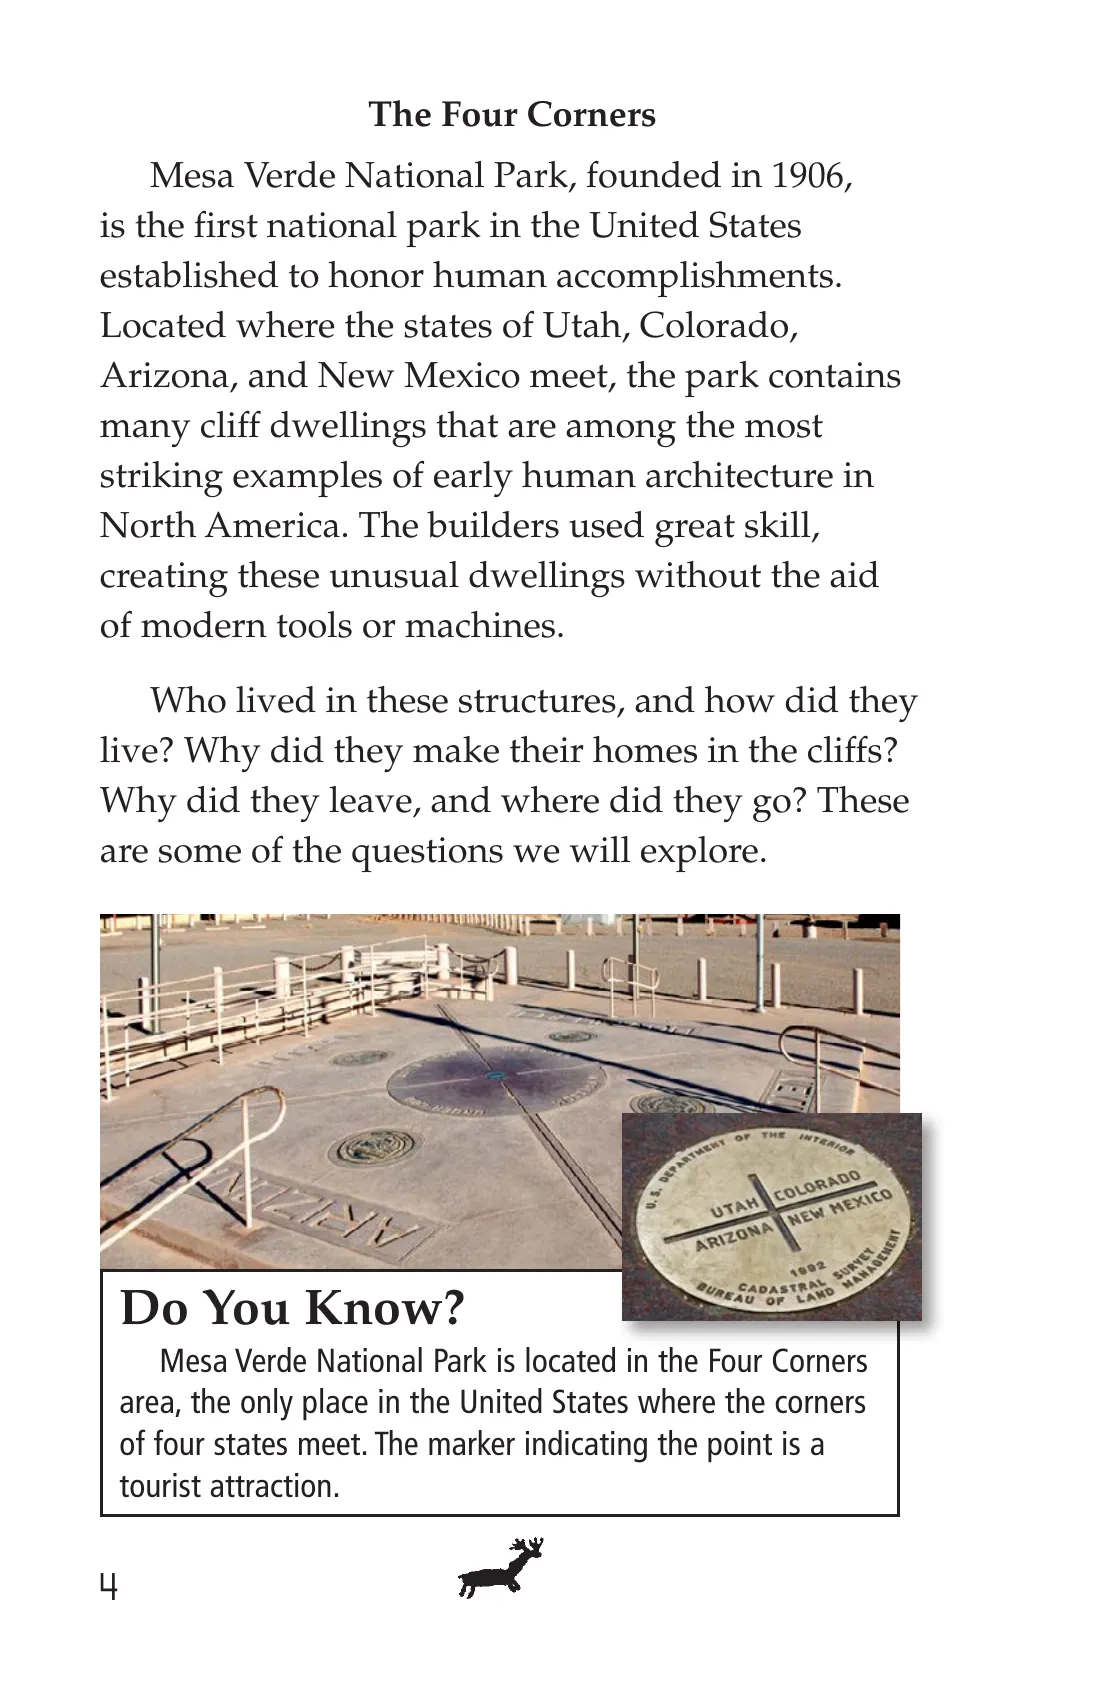 The Four Corners
Mesa Verde National Park, founded in 1906,
is the first national park in the United States
established to honor human accomplishments.
Located where the states of Utah, Colorado,
Arizona, and New Mexico meet, the park contains
many cliff dwellings that are among the most
striking examples of early human architecture in
North America. The builders used great skill,
creating these unusual dwellings without the aid
of modern tools or machines.
Who lived in these structures, and how did they
live? Why did they make their homes in the cliffs?
Why did they leave, and where did they go? These
are some of the questions we will explore.
ARIZONA
U.S. DEPARTMENT OF THE INTERIOR
UTAH COLORADO
ARIZONA NEW MEXICO
1992
CADASTRAL SURVEY
BUREAU OF LAND MANAGEMENT
Do You Know?
Mesa Verde National Park is located in the Four Corners
area, the only place in the United States where the corners
of four states meet. The marker indicating the point is a
tourist attraction.
4